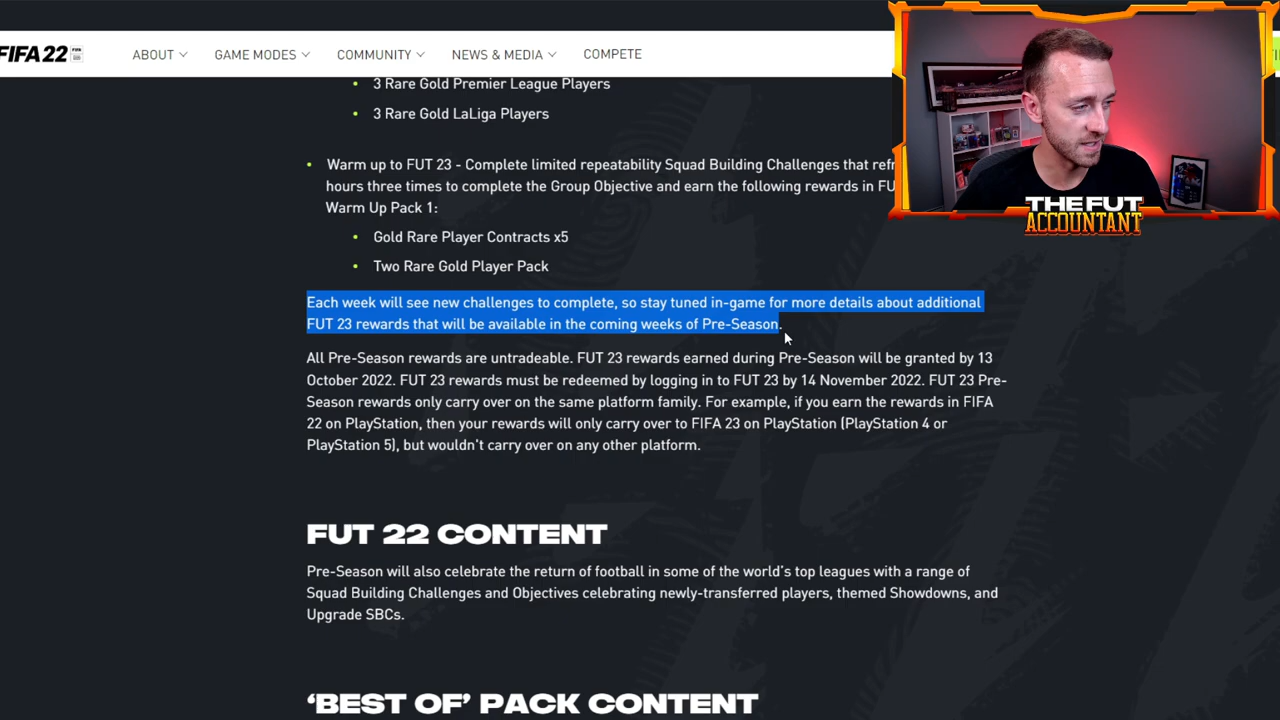 FIFA 22
ABOUT
GAME MODES
COMMUNITY
NEWS & MEDIA
COMPETE
• 3 Rare Gold Premier League Players
• 3 Rare Gold LaLiga Players
• Warm up to FUT 23 - Complete limited repeatability Squad Building Challenges that
hours three times to complete the Group Objective and earn the following rewards in
Warm Up Pack 1:
• Gold Rare Player Contracts x5
• Two Rare Gold Player Pack
Each week will see new challenges to complete, so stay tuned in-game for more details about additional
FUT 23 rewards that will be available in the coming weeks of Pre-Season.
All Pre-Season rewards are untradeable. FUT 23 rewards earned during Pre-Season will be granted by 13
October 2022. FUT 23 rewards must be redeemed by logging in to FUT 23 by 14 November 2022. FUT 23 Pre-
Season rewards only carry over on the same platform family. For example, if you earn the rewards in FIFA
22 on PlayStation, then your rewards will only carry over to FIFA 23 on PlayStation (PlayStation 4 or
PlayStation 5), but wouldn't carry over on any other platform.
FUT 22 CONTENT
Pre-Season will also celebrate the return of football in some of the world's top leagues with a range of
Squad Building Challenges and Objectives celebrating newly-transferred players, themed Showdowns, and
Upgrade SBCs.
'BEST OF' PACK CONTENT
THE FUT
ACCOUNTANT